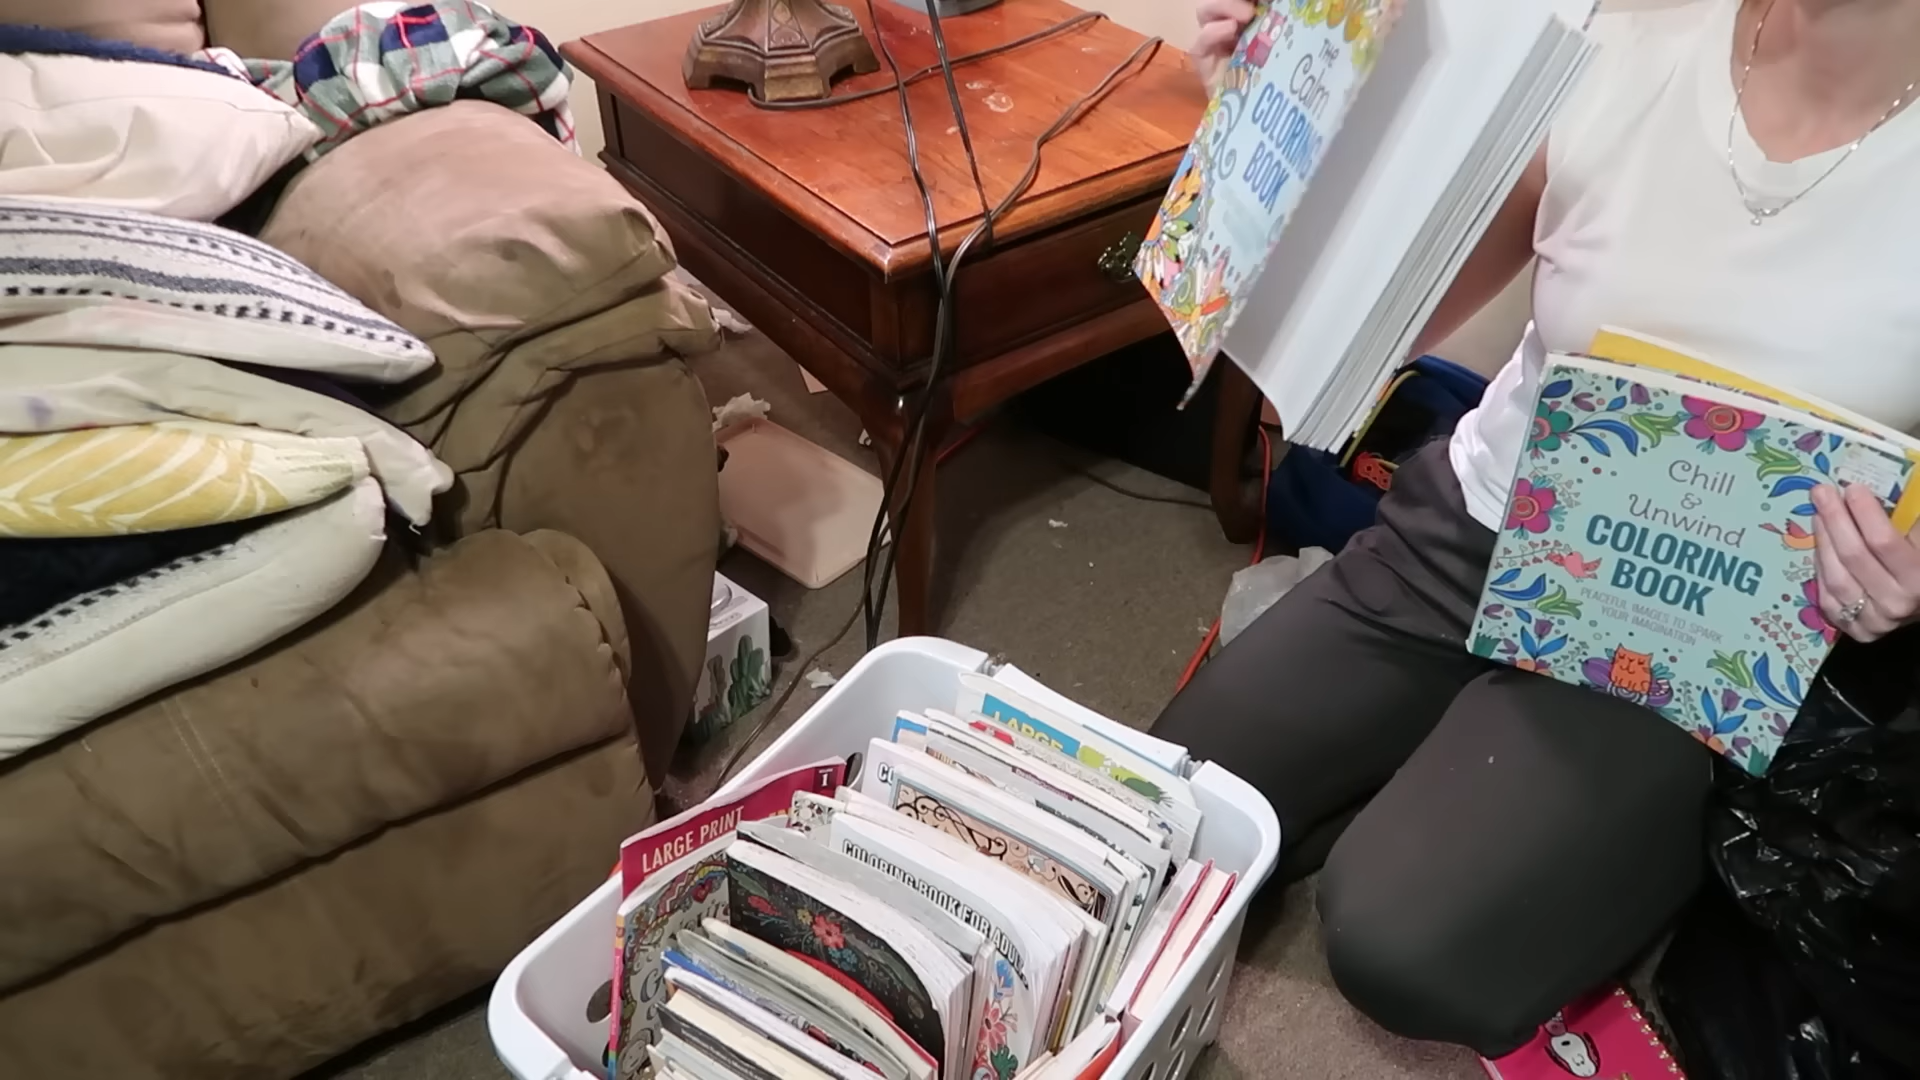 THE
Calm
COLORING
BOOK
Chill
&
Unwind
COLORING
BOOK
PEACEFUL IMAGES TO SPARK
YOUR IMAGINATION
LARGE
LARGE PRINT
COLORING BOOK FOR ADULTS